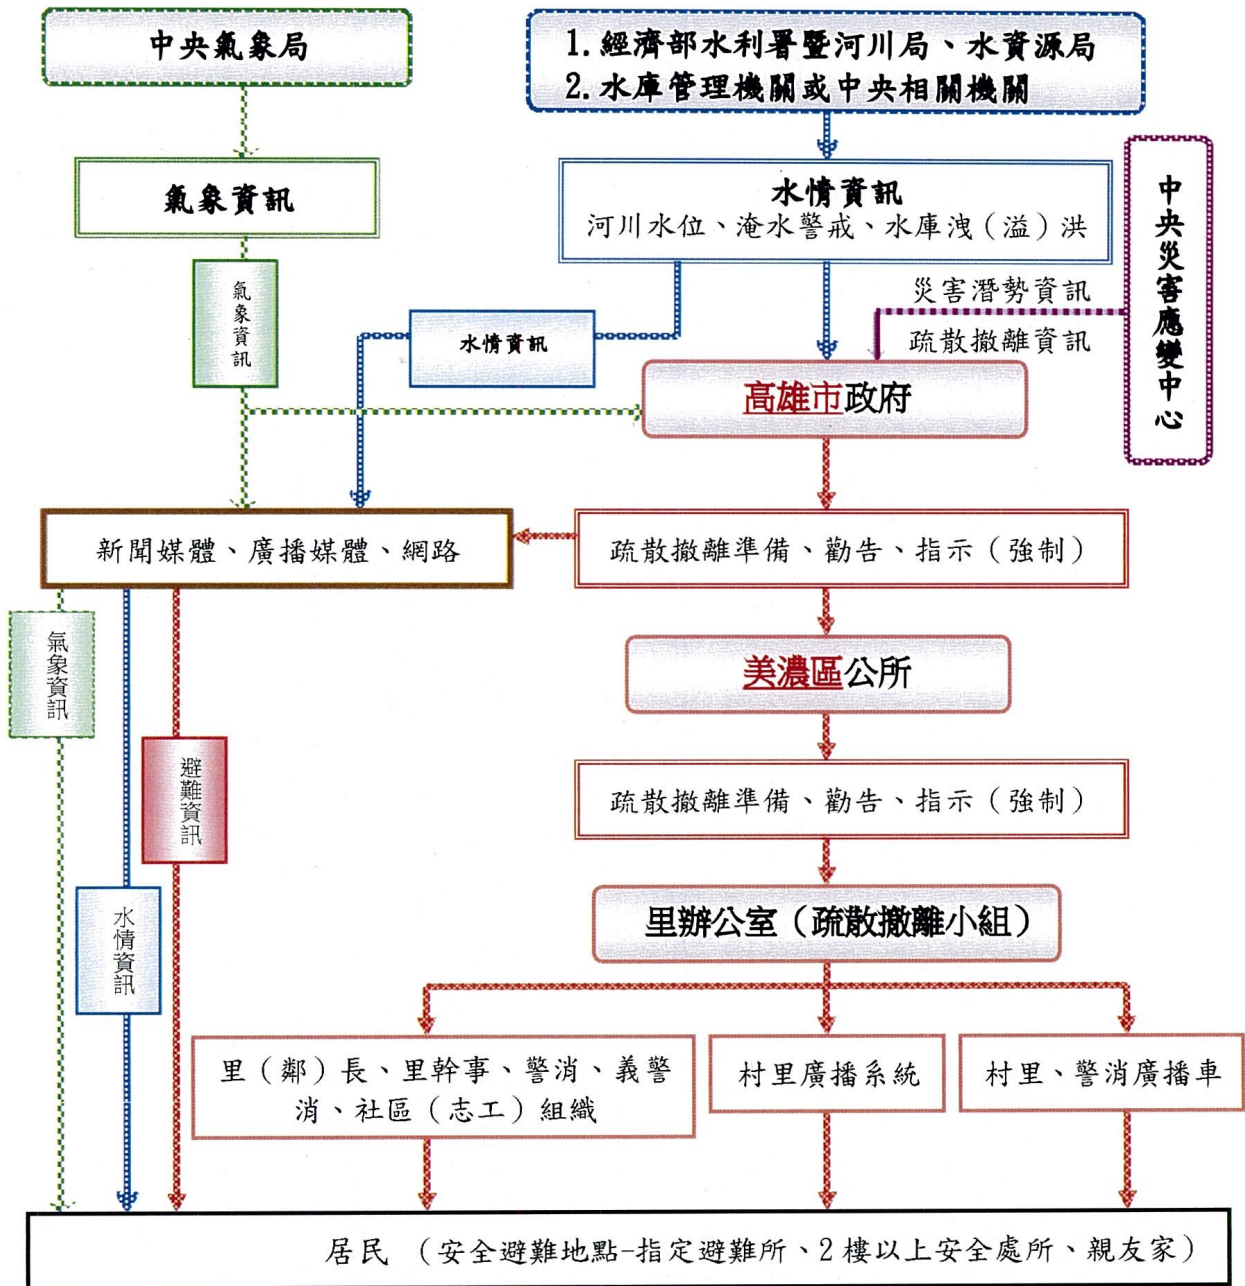 中央氣象局
1. 經濟部水利署暨河川局、水資源局
2. 水庫管理機關或中央相關機關
氣象資訊
水情資訊
河川水位、淹水警戒、水庫洩（溢）洪
中央災害應變中心
氣象資訊
水情資訊
災害潛勢資訊
疏散撤離資訊
高雄市政府
新聞媒體、廣播媒體、網路
疏散撤離準備、勸告、指示（強制）
氣象資訊
美濃區公所
避難資訊
疏散撤離準備、勸告、指示（強制）
水情資訊
里辦公室（疏散撤離小組）
里（鄰）長、里幹事、警消、義警
消、社區（志工）組織
村里廣播系統
村里、警消廣播車
居民 （安全避難地點-指定避難所、2 樓以上安全處所、親友家）